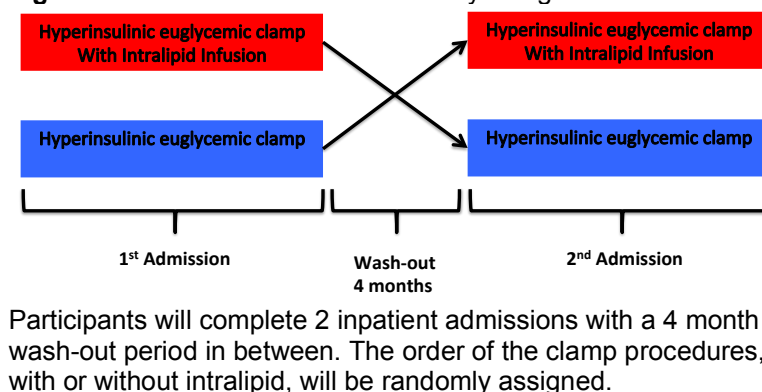 Hyperinsulinic euglycemic clamp
With Intralipid Infusion
Hyperinsulinic euglycemic clamp
With Intralipid Infusion
Hyperinsulinic euglycemic clamp
Hyperinsulinic euglycemic clamp
1st Admission
Wash-out
4 months
2nd Admission
Participants will complete 2 inpatient admissions with a 4 month
wash-out period in between. The order of the clamp procedures,
with or without intralipid, will be randomly assigned.